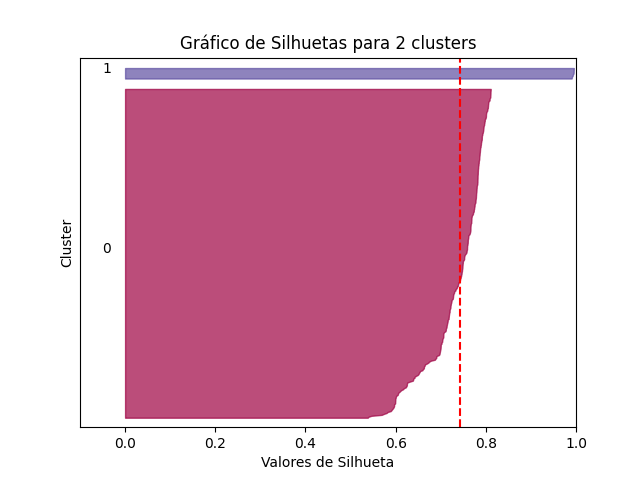 Gráfico de Silhuetas para 2 clusters
1
0
Cluster
0.0 0.2 0.4 0.6 0.8 1.0
Valores de Silhueta